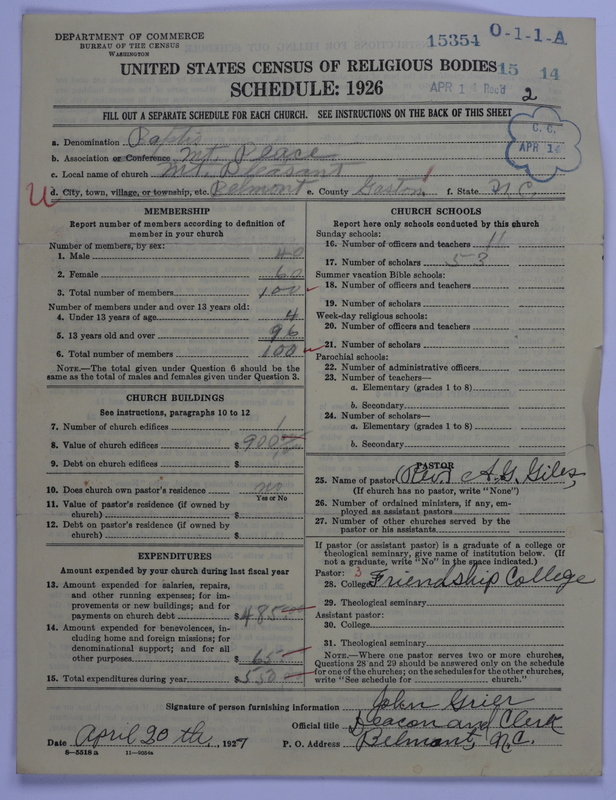 DEPARTMENT OF COMMERCE
BUREAU OF THE CENSUS
WASHINGTON
15354 O-1-1-A
UNITED STATES CENSUS OF RELIGIOUS BODIES
15 14
SCHEDULE: 1926
APR 14 Rec'd 2
FILL OUT A SEPARATE SCHEDULE FOR EACH CHURCH. SEE INSTRUCTIONS ON THE BACK OF THIS SHEET
C. C.
APR 14
a. Denomination Baptis
b. Association or Conference Mt. Peace
c. Local name of church Mt. Pleasant
d. City, town, village, or township, etc. Belmont e. County Gaston f. State N.C.
MEMBERSHIP
Report number of members according to definition of
member in your church
Number of members, by sex:
1. Male 40
2. Female 60
3. Total number of members 100
Number of members under and over 13 years old:
4. Under 13 years of age 4
5. 13 years old and over 96
6. Total number of members 100
NOTE.—The total given under Question 6 should be
same as the total of males and females given under Question 3.
CHURCH BUILDINGS
See instructions, paragraphs 10 to 12
7. Number of church edifices 1
8. Value of church edifices $ 900
9. Debt on church edifices $
10. Does church own pastor's residence no
Yes or No
11. Value of pastor's residence (if owned by
church) $
12. Debt on pastor's residence (if owned by
church) $
EXPENDITURES
Amount expended by your church during last fiscal year
13. Amount expended for salaries, repairs,
and other running expenses; for im-
provements or new buildings; and for
payments on church debt $ 485
14. Amount expended for benevolences, in-
cluding home and foreign missions; for
denominational support; and for all
other purposes $ 65
15. Total expenditures during year $ 550
CHURCH SCHOOLS
Report here only schools conducted by this church
Sunday schools:
16. Number of officers and teachers 11
17. Number of scholars 58
Summer vacation Bible schools:
18. Number of officers and teachers
19. Number of scholars
Week-day religious schools:
20. Number of officers and teachers
21. Number of scholars
Parochial schools:
22. Number of administrative officers
23. Number of teachers—
a. Elementary (grades 1 to 8)
b. Secondary
24. Number of scholars—
a. Elementary (grades 1 to 8)
b. Secondary
PASTOR
25. Name of pastor (Rev. A. G. Giles,
(If church has no pastor, write "None")
26. Number of ordained ministers, if any, em-
ployed as assistant pastors
27. Number of other churches served by the
pastor or his assistants
If pastor (or assistant pastor) is a graduate of a college or
theological seminary, give name of institution below. (If
not a graduate, write "No" in the space indicated.)
Pastor: 3
28. College Friendship College
29. Theological seminary
Assistant pastor:
30. College
31. Theological seminary
NOTE.—Where one pastor serves two or more churches,
Questions 28 and 29 should be answered only on the schedule
for one of the churches; on the schedules for the other churches,
write "See schedule for church."
Signature of person furnishing information John Grier
Official title Deacon and Clerk
Date April 20 th, 1927 P. O. Address Belmont, N.C.
8-5518 a